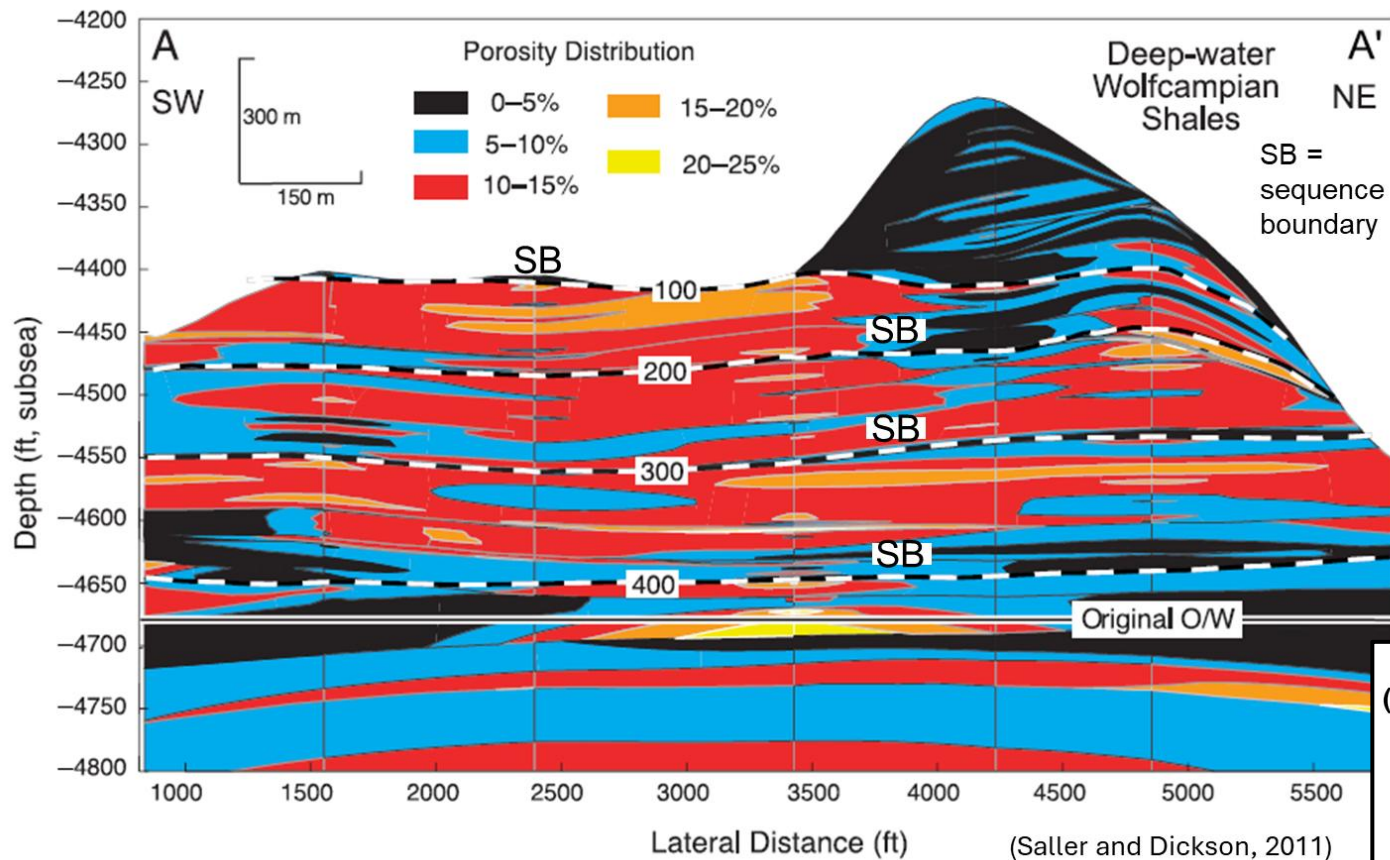 −4200
−4250
−4300
−4350
−4400
−4450
−4500
−4550
−4600
−4650
−4700
−4750
−4800
Depth (ft, subsea)
A
SW
300 m
150 m
Porosity Distribution
0–5%
5–10%
10–15%
15–20%
20–25%
Deep-water
Wolfcampian
Shales
A'
NE
SB =
sequence
boundary
SB
100
SB
200
SB
300
SB
400
Original O/W
(
1000 1500 2000 2500 3000 3500 4000 4500 5000 5500
Lateral Distance (ft)
(Saller and Dickson, 2011)